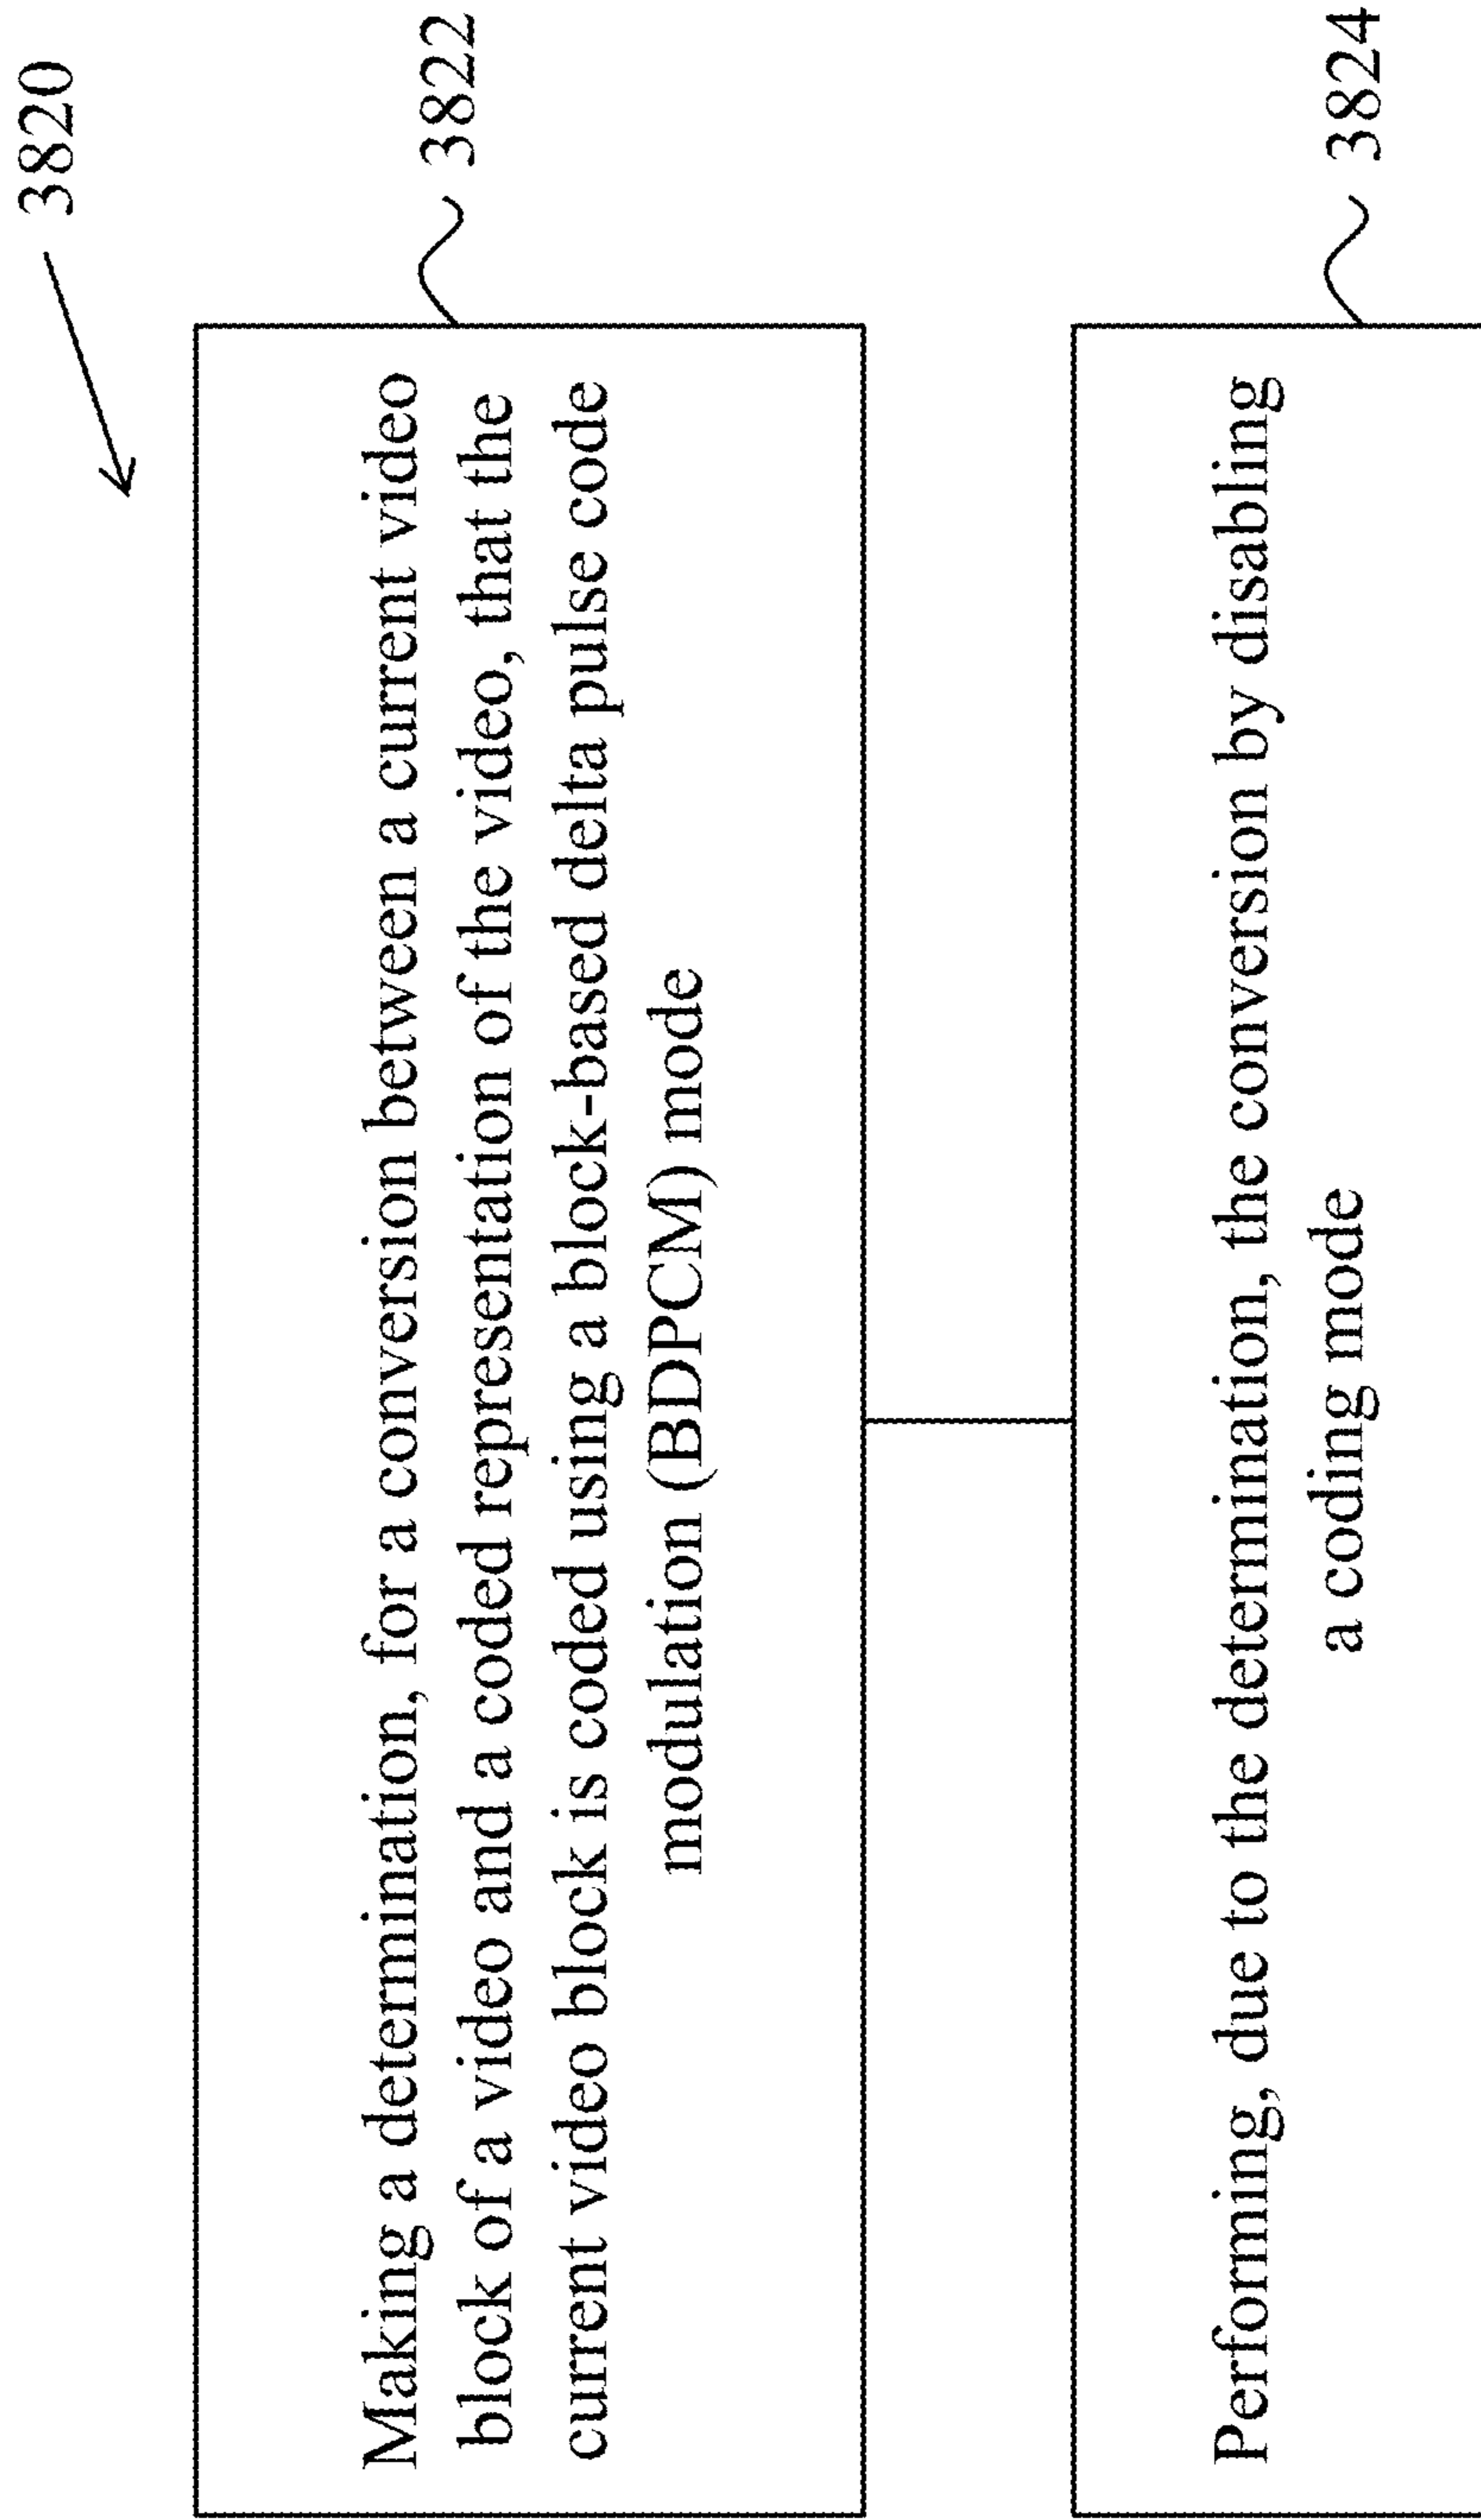 3820
Making a determination, for a conversion between a current video
block of a video and a coded representation of the video, that the
current video block is coded using a block-based delta pulse code
modulation (BDPCM) mode
3822
Performing, due to the determination, the conversion by disabling
a coding mode
3824